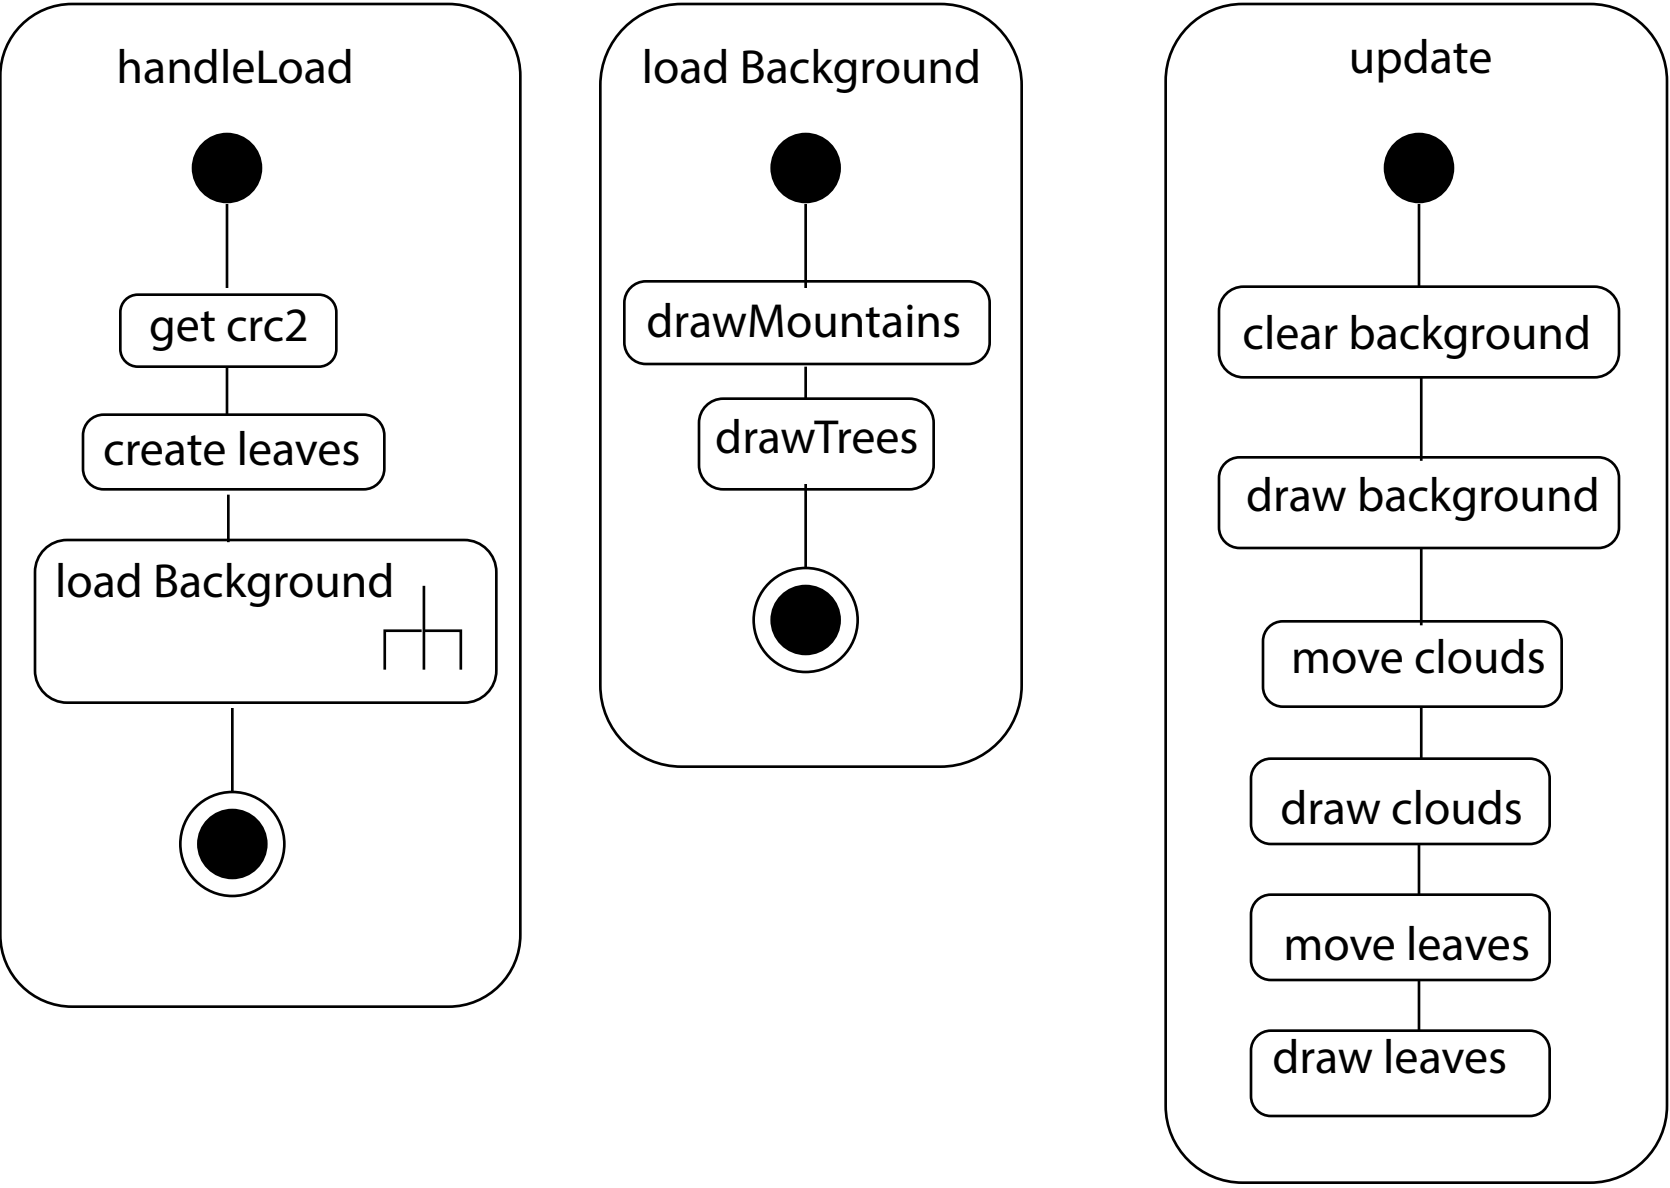 handleLoad
get crc2
create leaves
load Background
load Background
drawMountains
drawTrees
update
clear background
draw background
move clouds
draw clouds
move leaves
draw leaves